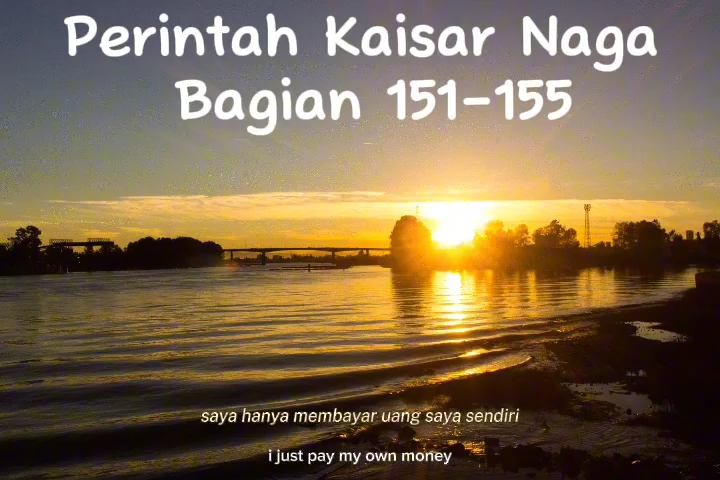 Perintah Kaisar Naga
Bagian 151-155
saya hanya membayar uang saya sendiri
i just pay my own money